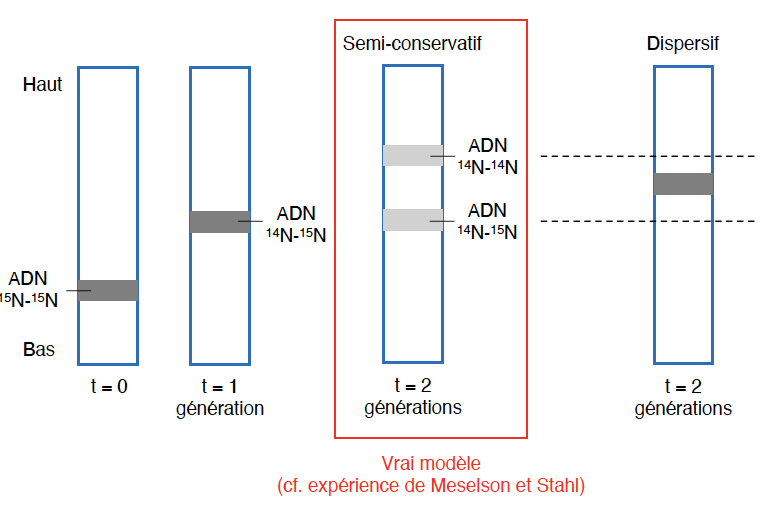 Semi-conservatif
Dispersif
Haut
ADN
¹⁴N-¹⁴N
ADN
¹⁴N-¹⁵N
ADN
¹⁴N-¹⁵N
ADN
¹⁵N-¹⁵N
Bas
t = 0
t = 1
génération
t = 2
générations
t = 2
générations
Vrai modèle
(cf. expérience de Meselson et Stahl)